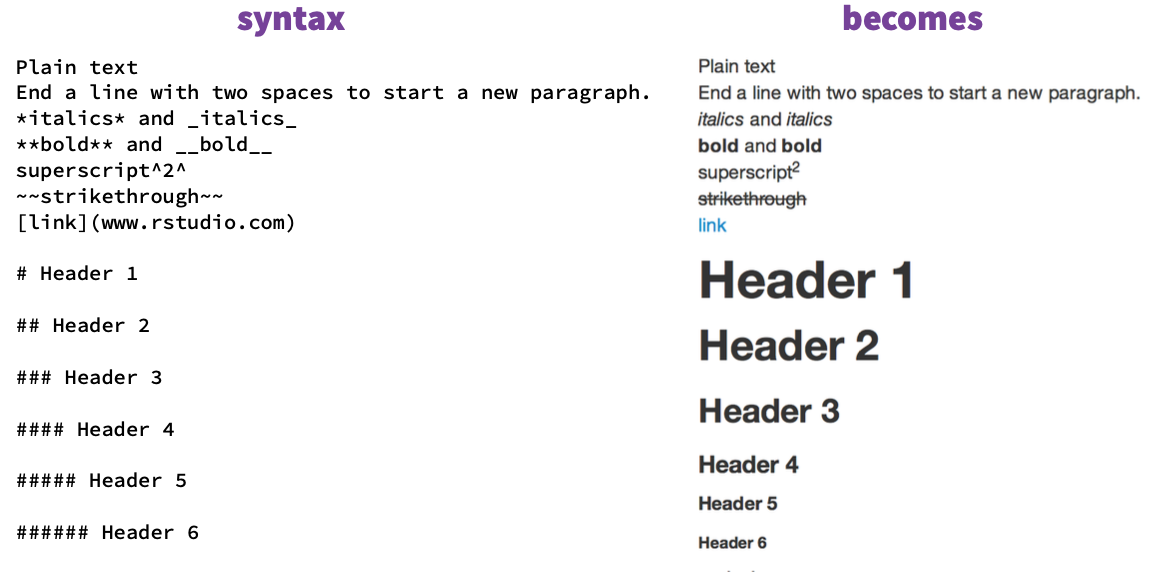 syntax
Plain text
End a line with two spaces to start a new paragraph.
*italics* and _italics_
**bold** and __bold__
superscript^2^
~~strikethrough~~
[link](www.rstudio.com)
# Header 1
## Header 2
### Header 3
#### Header 4
##### Header 5
###### Header 6
becomes
Plain text
End a line with two spaces to start a new paragraph.
italics and italics
bold and bold
superscript2
strikethrough
link
Header 1
Header 2
Header 3
Header 4
Header 5
Header 6